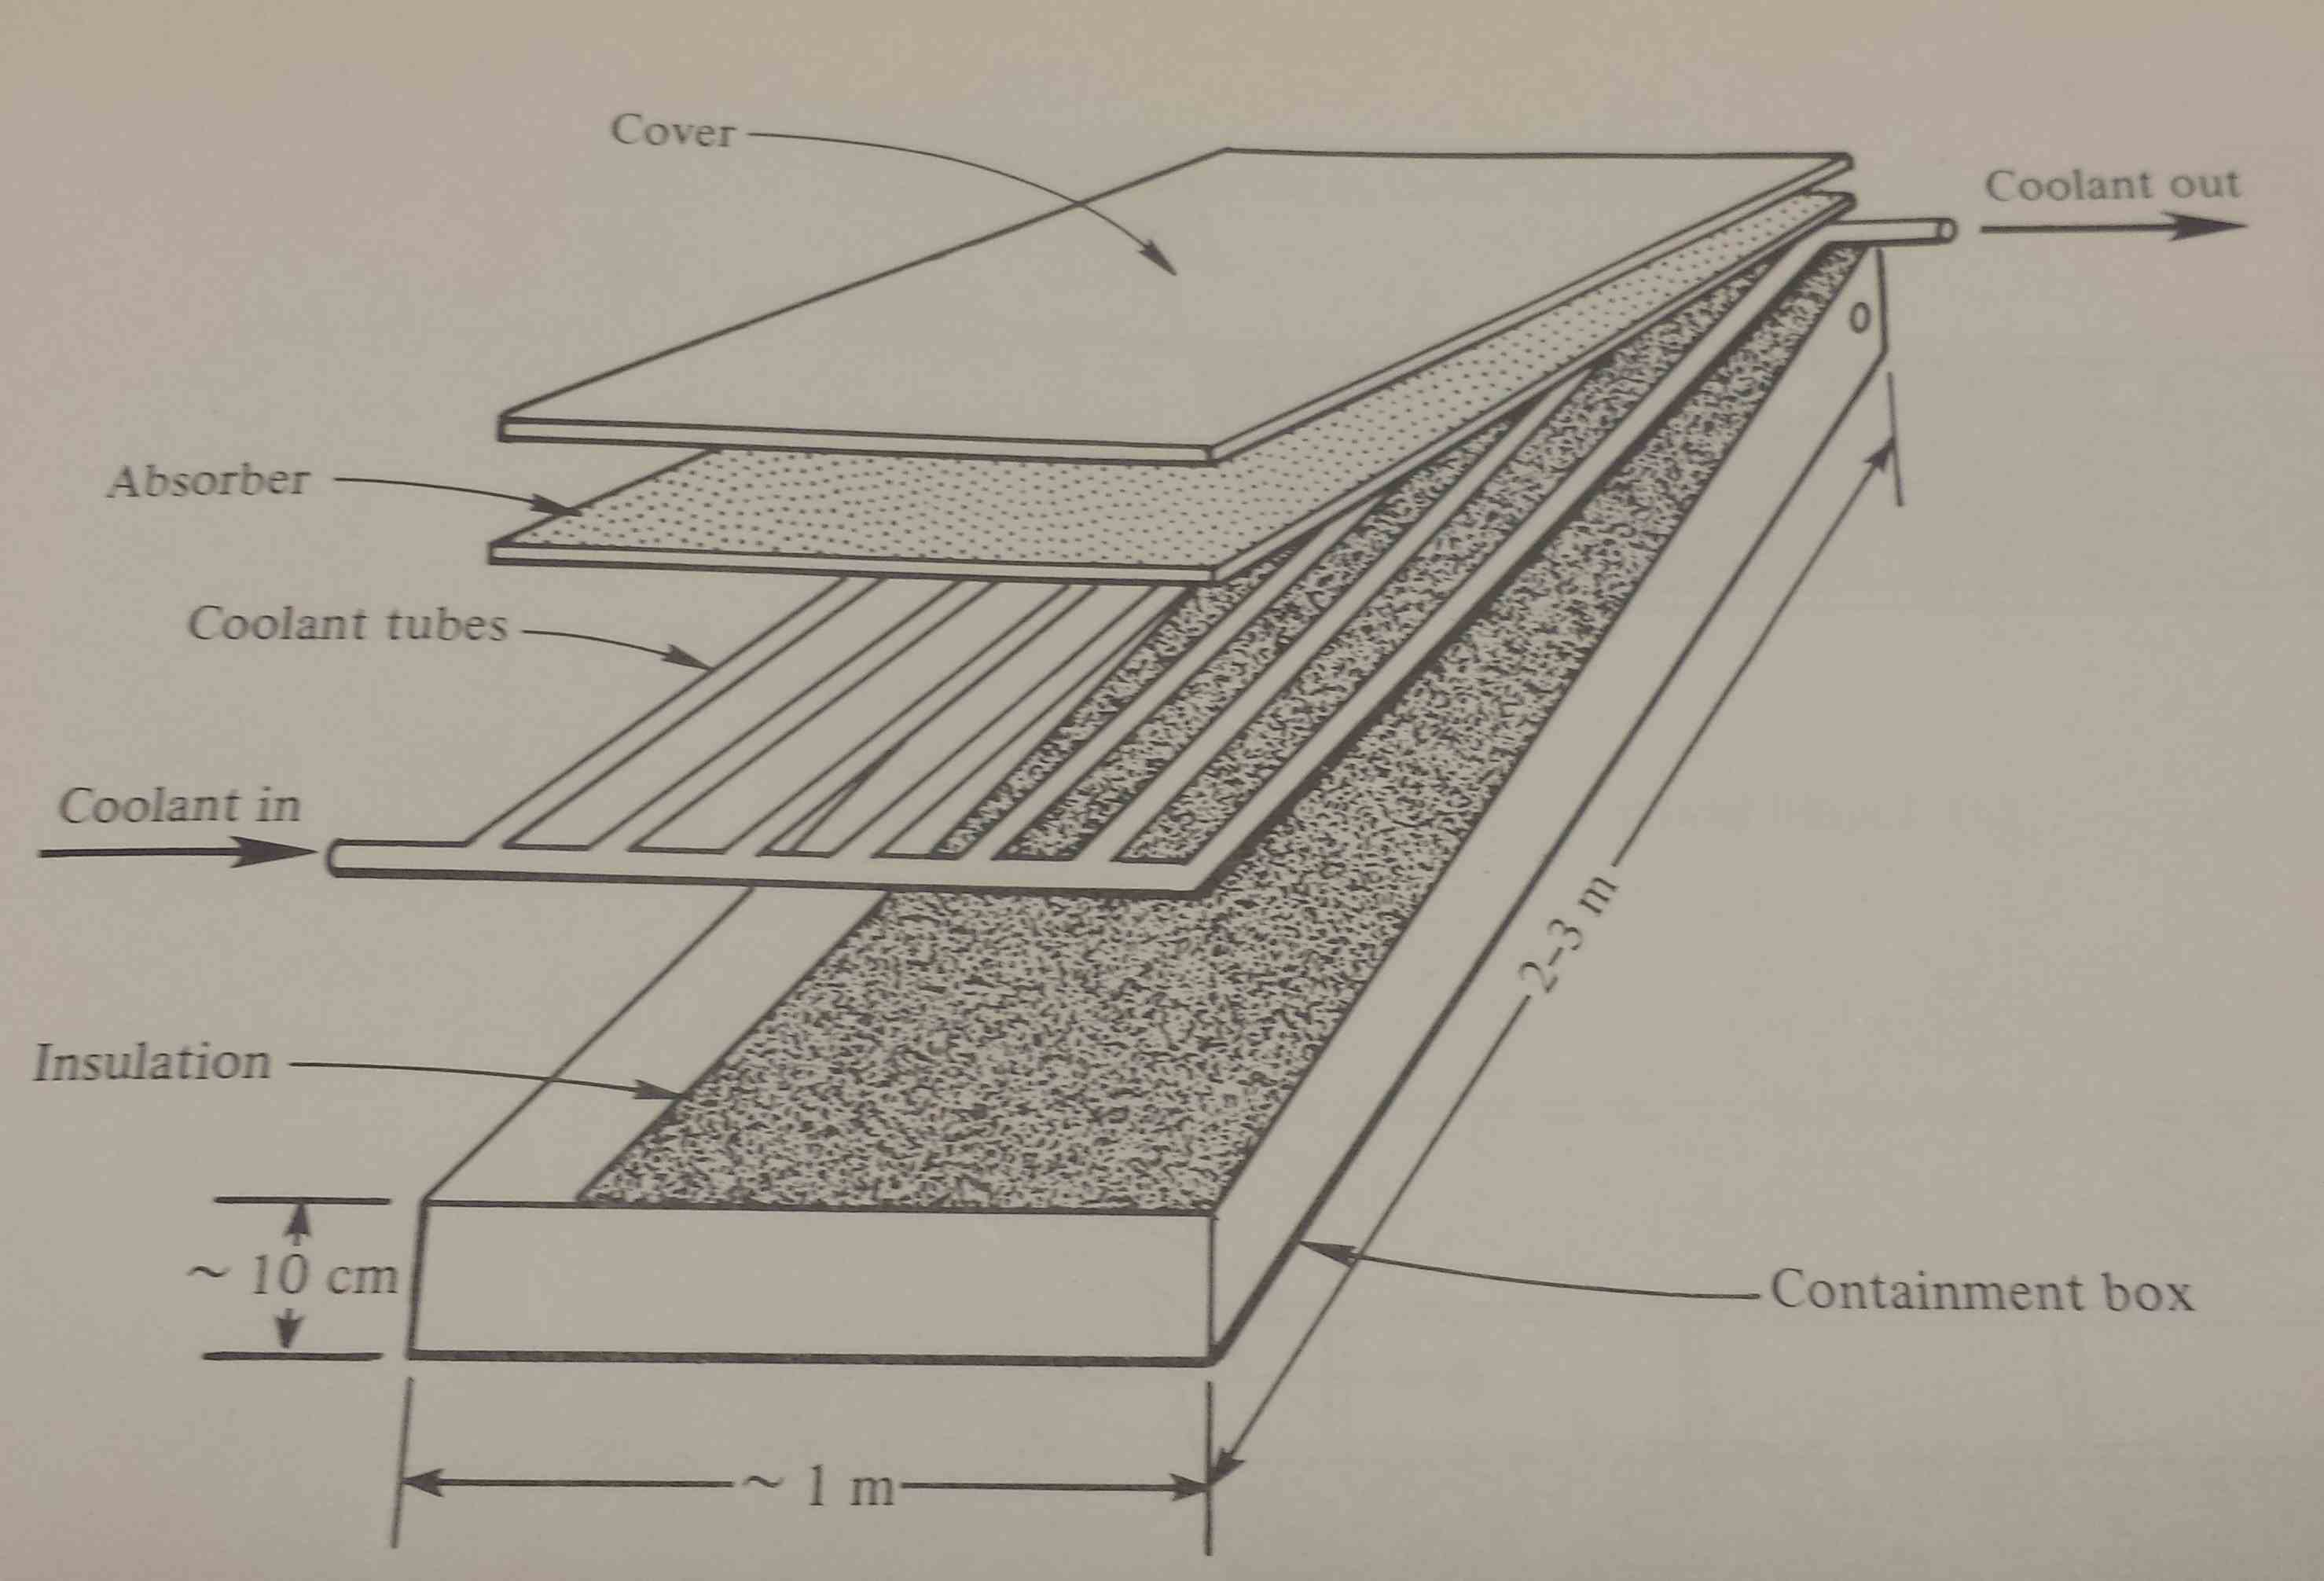 Cover
Coolant out
Absorber
Coolant tubes
Coolant in
2-3 m
Insulation
~ 10 cm
Containment box
~ 1 m